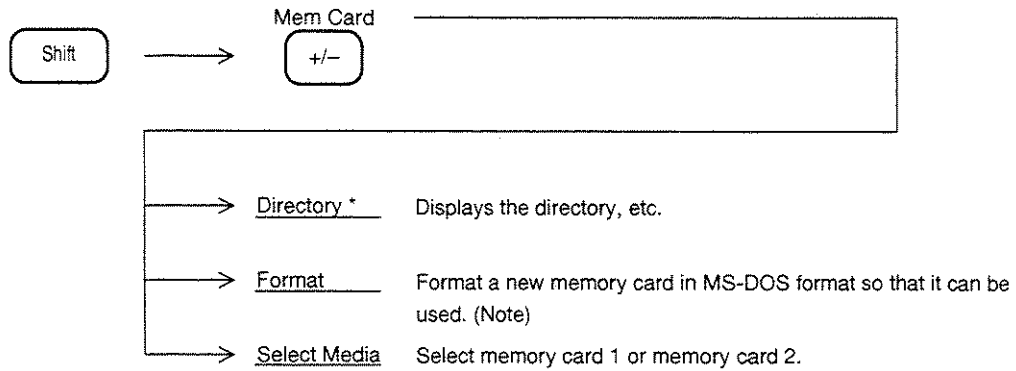 Mem Card
Shift
+/–
Directory * Displays the directory, etc.
Format Format a new memory card in MS-DOS format so that it can be
used. (Note)
Select Media Select memory card 1 or memory card 2.